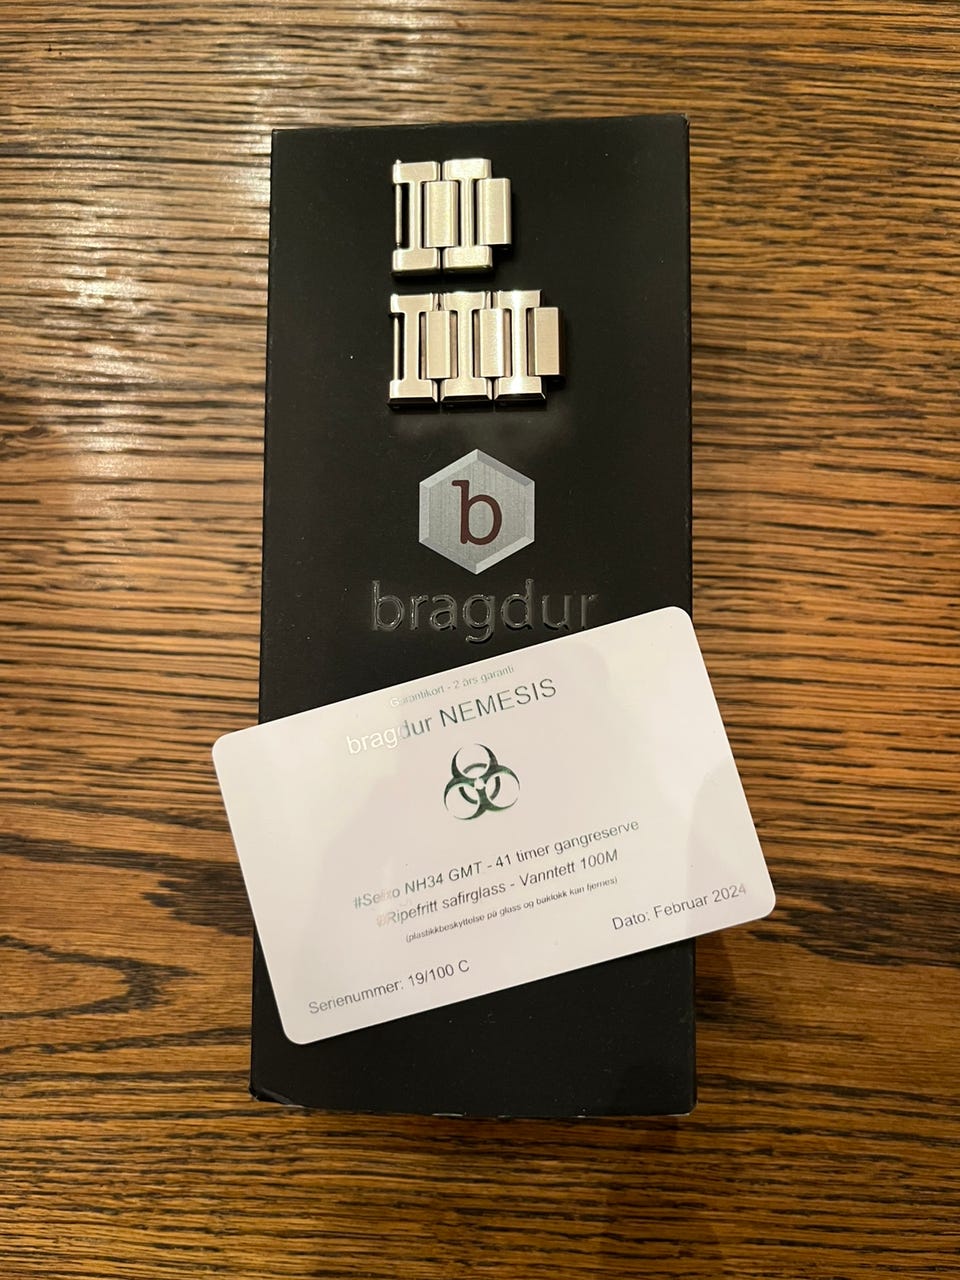 b
bragdur
Garantikort - 2 års garanti
bragdur NEMESIS
#Seiko NH34 GMT - 41 timer gangreserve
#Ripefritt safirglass - Vanntett 100M
(plastikkbeskyttelse på glass og baklokk kan fjernes)
Dato: Februar 2024
Serienummer: 19/100 C